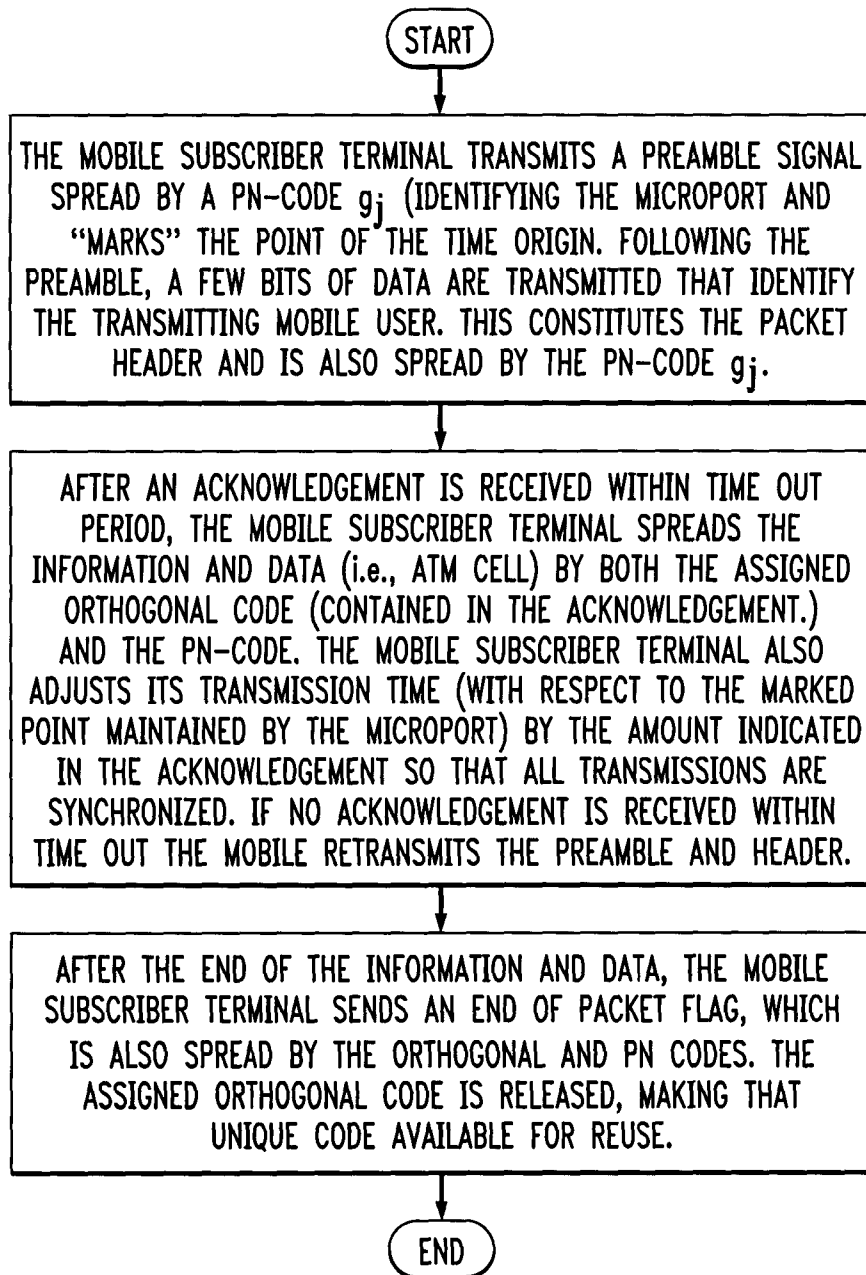 START
THE MOBILE SUBSCRIBER TERMINAL TRANSMITS A PREAMBLE SIGNAL
SPREAD BY A PN-CODE gj (IDENTIFYING THE MICROPORT AND
“MARKS” THE POINT OF THE TIME ORIGIN. FOLLOWING THE
PREAMBLE, A FEW BITS OF DATA ARE TRANSMITTED THAT IDENTIFY
THE TRANSMITTING MOBILE USER. THIS CONSTITUTES THE PACKET
HEADER AND IS ALSO SPREAD BY THE PN-CODE gj.
AFTER AN ACKNOWLEDGEMENT IS RECEIVED WITHIN TIME OUT
PERIOD, THE MOBILE SUBSCRIBER TERMINAL SPREADS THE
INFORMATION AND DATA (i.e., ATM CELL) BY BOTH THE ASSIGNED
ORTHOGONAL CODE (CONTAINED IN THE ACKNOWLEDGEMENT.)
AND THE PN-CODE. THE MOBILE SUBSCRIBER TERMINAL ALSO
ADJUSTS ITS TRANSMISSION TIME (WITH RESPECT TO THE MARKED
POINT MAINTAINED BY THE MICROPORT) BY THE AMOUNT INDICATED
IN THE ACKNOWLEDGEMENT SO THAT ALL TRANSMISSIONS ARE
SYNCHRONIZED. IF NO ACKNOWLEDGEMENT IS RECEIVED WITHIN
TIME OUT THE MOBILE RETRANSMITS THE PREAMBLE AND HEADER.
AFTER THE END OF THE INFORMATION AND DATA, THE MOBILE
SUBSCRIBER TERMINAL SENDS AN END OF PACKET FLAG, WHICH
IS ALSO SPREAD BY THE ORTHOGONAL AND PN CODES. THE
ASSIGNED ORTHOGONAL CODE IS RELEASED, MAKING THAT
UNIQUE CODE AVAILABLE FOR REUSE.
END